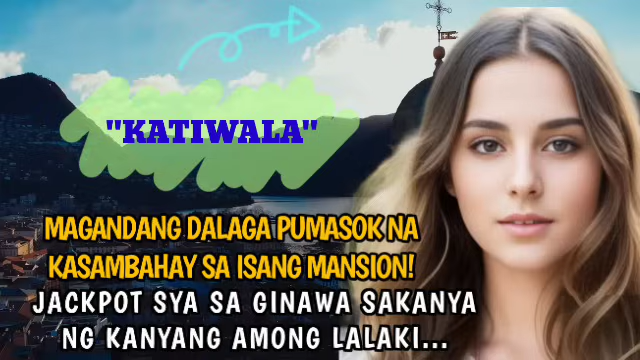 "KATIWALA"
MAGANDANG DALAGA PUMASOK NA
KASAMBAHAY SA ISANG MANSION!
JACKPOT SYA SA GINAWA SAKANYA
NG KANYANG AMONG LALAKI...